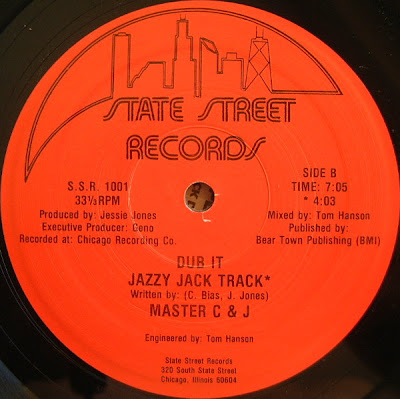 STATE STREET
RECORDS
S.S.R. 1001
33⅓RPM
Produced by: Jessie Jones
Executive Producer: Geno
Recorded at: Chicago Recording Co.
SIDE B
TIME: 7:05
* 4:03
Mixed by: Tom Hanson
Published by:
Bear Town Publishing (BMI)
DUB IT
JAZZY JACK TRACK*
Written by: (C. Bias, J. Jones)
MASTER C & J
Engineered by: Tom Hanson
State Street Records
320 South State Street
Chicago, Illinois 60604